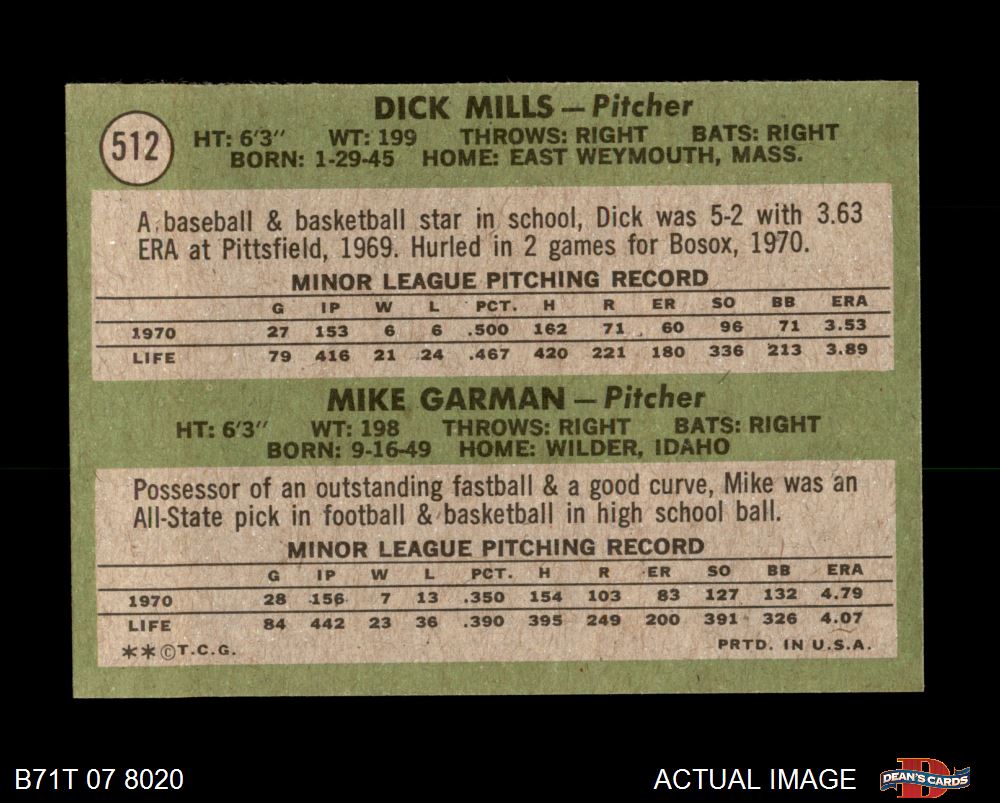 512
DICK MILLS — Pitcher
HT: 6'3" WT: 199 THROWS: RIGHT BATS: RIGHT
BORN: 1-29-45 HOME: EAST WEYMOUTH, MASS.
A baseball & basketball star in school, Dick was 5-2 with 3.63
ERA at Pittsfield, 1969. Hurled in 2 games for Bosox, 1970.
MINOR LEAGUE PITCHING RECORD
G IP W L PCT. H R ER SO BB ERA
1970 27 153 6 6 .500 162 71 60 96 71 3.53
LIFE 79 416 21 24 .467 420 221 180 336 213 3.89
MIKE GARMAN — Pitcher
HT: 6'3" WT: 198 THROWS: RIGHT BATS: RIGHT
BORN: 9-16-49 HOME: WILDER, IDAHO
Possessor of an outstanding fastball & a good curve, Mike was an
All-State pick in football & basketball in high school ball.
MINOR LEAGUE PITCHING RECORD
G IP W L PCT. H R ER SO BB ERA
1970 28 156 7 13 .350 154 103 83 127 132 4.79
LIFE 84 442 23 36 .390 395 249 200 391 326 4.07
**©T.C.G. PRTD. IN U.S.A.
B71T 07 8020 ACTUAL IMAGE DEAN'S CARDS